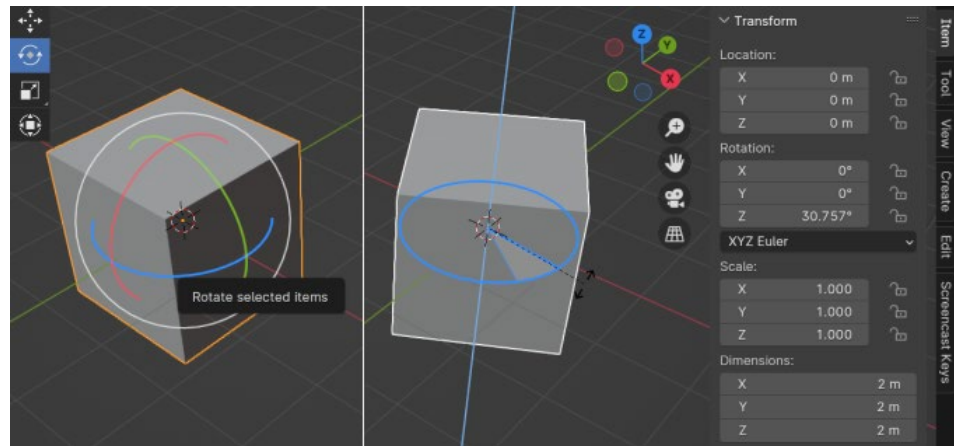 Rotate selected items
Z
Y
X
Transform
Location:
X 0 m
Y 0 m
Z 0 m
Rotation:
X 0°
Y 0°
Z 30.757°
XYZ Euler
Scale:
X 1.000
Y 1.000
Z 1.000
Dimensions:
X 2 m
Y 2 m
Z 2 m
Item
Tool
View
Create
Edit
Screencast Keys